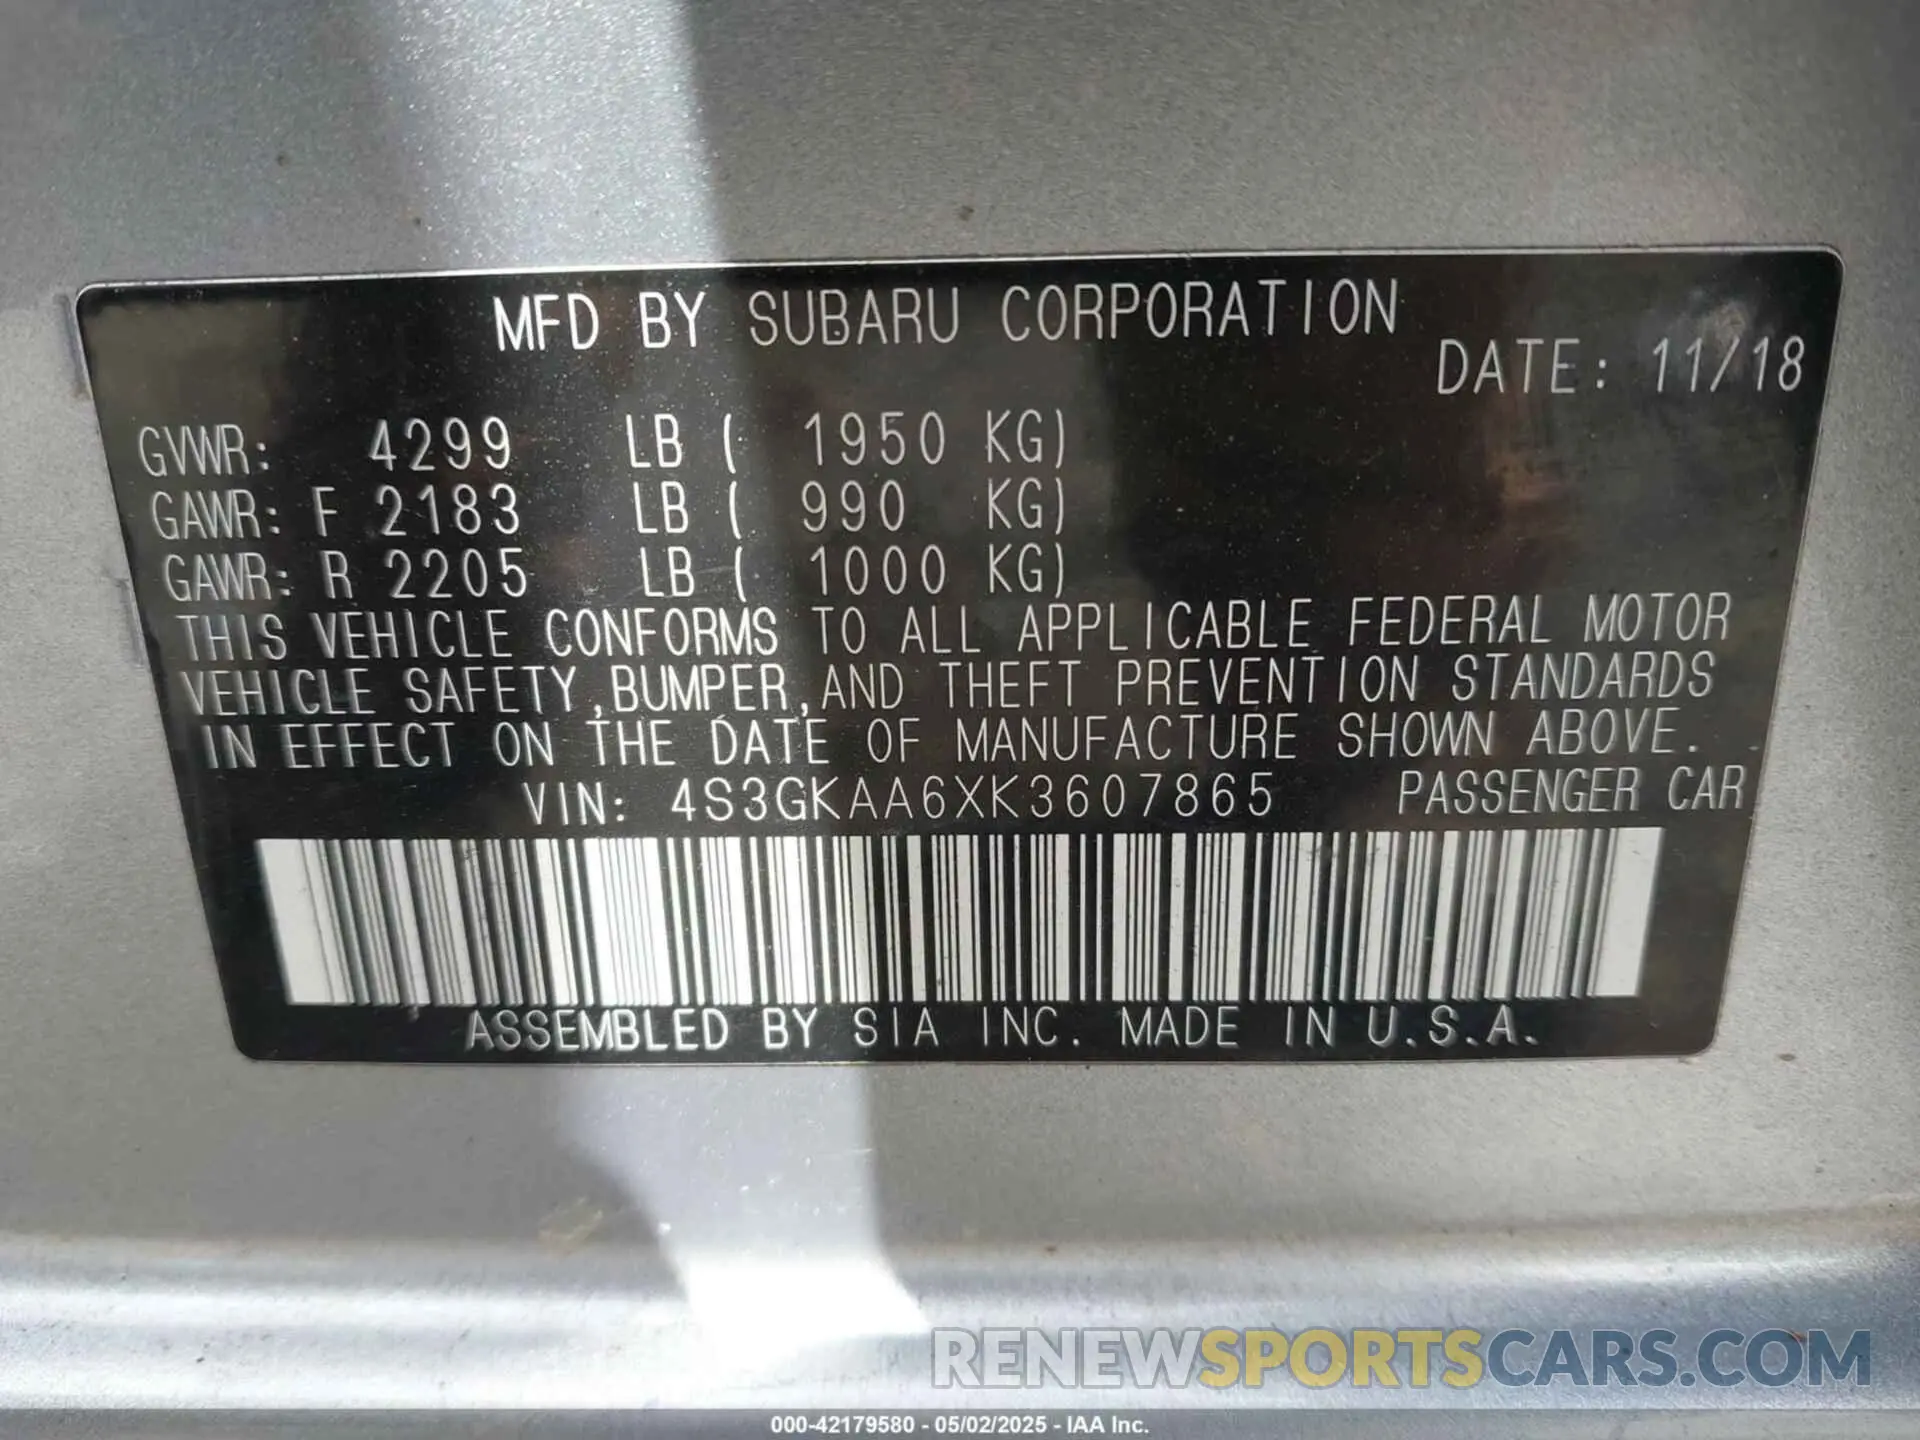 MFD BY SUBARU CORPORATION
DATE: 11/18
GVWR: 4299 LB ( 1950 KG)
GAWR: F 2183 LB ( 990 KG)
GAWR: R 2205 LB ( 1000 KG)
THIS VEHICLE CONFORMS TO ALL APPLICABLE FEDERAL MOTOR
VEHICLE SAFETY,BUMPER,AND THEFT PREVENTION STANDARDS
IN EFFECT ON THE DATE OF MANUFACTURE SHOWN ABOVE.
VIN: 4S3GKAA6XK3607865 PASSENGER CAR
ASSEMBLED BY SIA INC. MADE IN U.S.A.
RENEWSPORTSCARS.COM
000-42179580 - 05/02/2025 - IAA Inc.